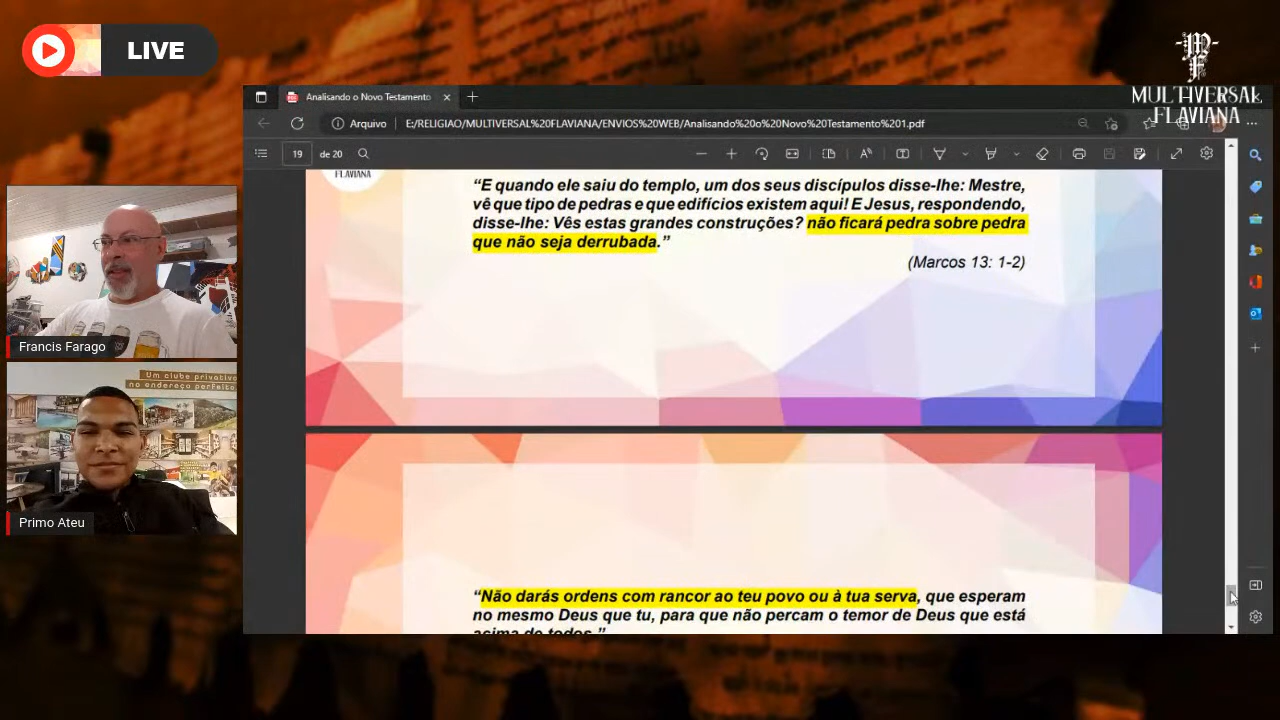 LIVE
MULTIVERSAL
FLAVIANA
Analisando o Novo Testamento
Arquivo
E:/RELIGIAO/MULTIVERSAL%20FLAVIANA/ENVIOS%20WEB/Analisando%20o%20Novo%20Testamento%201.pdf
19 de 20
FLAVIANA
“E quando ele saiu do templo, um dos seus discípulos disse-lhe: Mestre,
vê que tipo de pedras e que edifícios existem aqui! E Jesus, respondendo,
disse-lhe: Vês estas grandes construções? não ficará pedra sobre pedra
que não seja derrubada.”
(Marcos 13: 1-2)
Francis Farago
Um clube privativo
no endereço perfeito
Primo Ateu
“Não darás ordens com rancor ao teu povo ou à tua serva, que esperam
no mesmo Deus que tu, para que não percam o temor de Deus que está
acima de todos.”